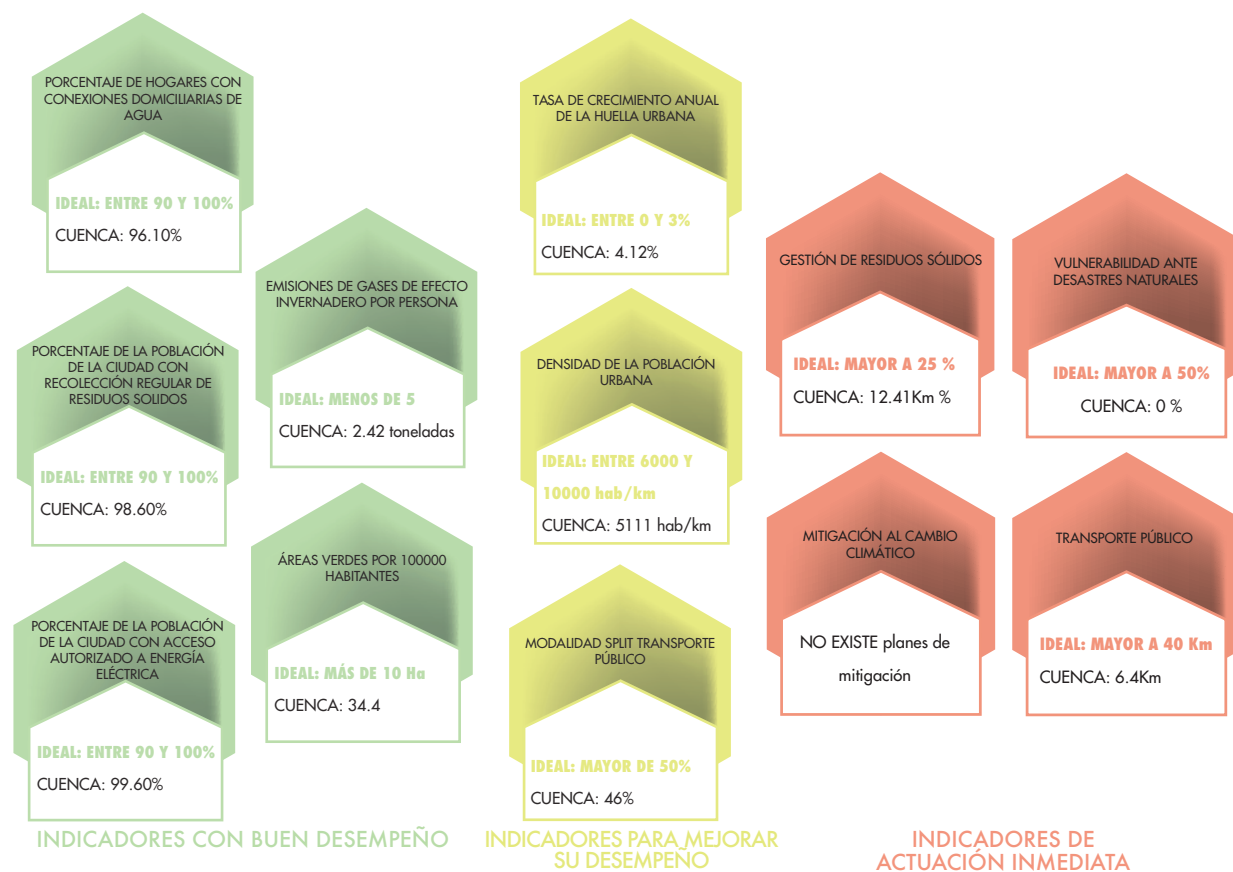 PORCENTAJE DE HOGARES CON
CONEXIONES DOMICILIARIAS DE
AGUA
IDEAL: ENTRE 90 Y 100%
CUENCA: 96.10%
PORCENTAJE DE LA POBLACIÓN
DE LA CIUDAD CON
RECOLECCIÓN REGULAR DE
RESIDUOS SOLIDOS
IDEAL: ENTRE 90 Y 100%
CUENCA: 98.60%
PORCENTAJE DE LA POBLACIÓN
DE LA CIUDAD CON ACCESO
AUTORIZADO A ENERGÍA
ELÉCTRICA
IDEAL: ENTRE 90 Y 100%
CUENCA: 99.60%
EMISIONES DE GASES DE EFECTO
INVERNADERO POR PERSONA
IDEAL: MENOS DE 5
CUENCA: 2.42 toneladas
ÁREAS VERDES POR 100000
HABITANTES
IDEAL: MÁS DE 10 Ha
CUENCA: 34.4
INDICADORES CON BUEN DESEMPEÑO
TASA DE CRECIMIENTO ANUAL
DE LA HUELLA URBANA
IDEAL: ENTRE 0 Y 3%
CUENCA: 4.12%
DENSIDAD DE LA POBLACIÓN
URBANA
IDEAL: ENTRE 6000 Y
10000 hab/km
CUENCA: 5111 hab/km
MODALIDAD SPLIT TRANSPORTE
PÚBLICO
IDEAL: MAYOR DE 50%
CUENCA: 46%
INDICADORES PARA MEJORAR
SU DESEMPEÑO
GESTIÓN DE RESIDUOS SÓLIDOS
IDEAL: MAYOR A 25 %
CUENCA: 12.41Km %
VULNERABILIDAD ANTE
DESASTRES NATURALES
IDEAL: MAYOR A 50%
CUENCA: 0 %
MITIGACIÓN AL CAMBIO
CLIMÁTICO
NO EXISTE planes de
mitigación
TRANSPORTE PÚBLICO
IDEAL: MAYOR A 40 Km
CUENCA: 6.4Km
INDICADORES DE
ACTUACIÓN INMEDIATA